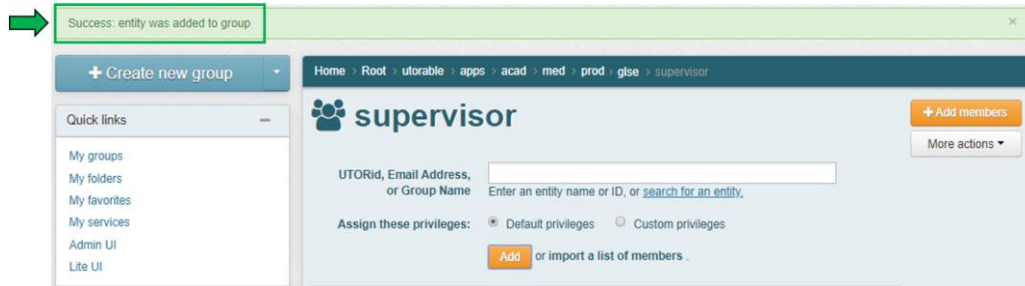 Success: entity was added to group
×
+ Create new group
Home > Root > utorable > apps > acad > med > prod > glse > supervisor
Quick links
My groups
My folders
My favorites
My services
Admin UI
Lite UI
supervisor
+ Add members
More actions
UTORid, Email Address,
or Group Name
Enter an entity name or ID, or search for an entity.
Assign these privileges: Default privileges Custom privileges
Add or import a list of members .